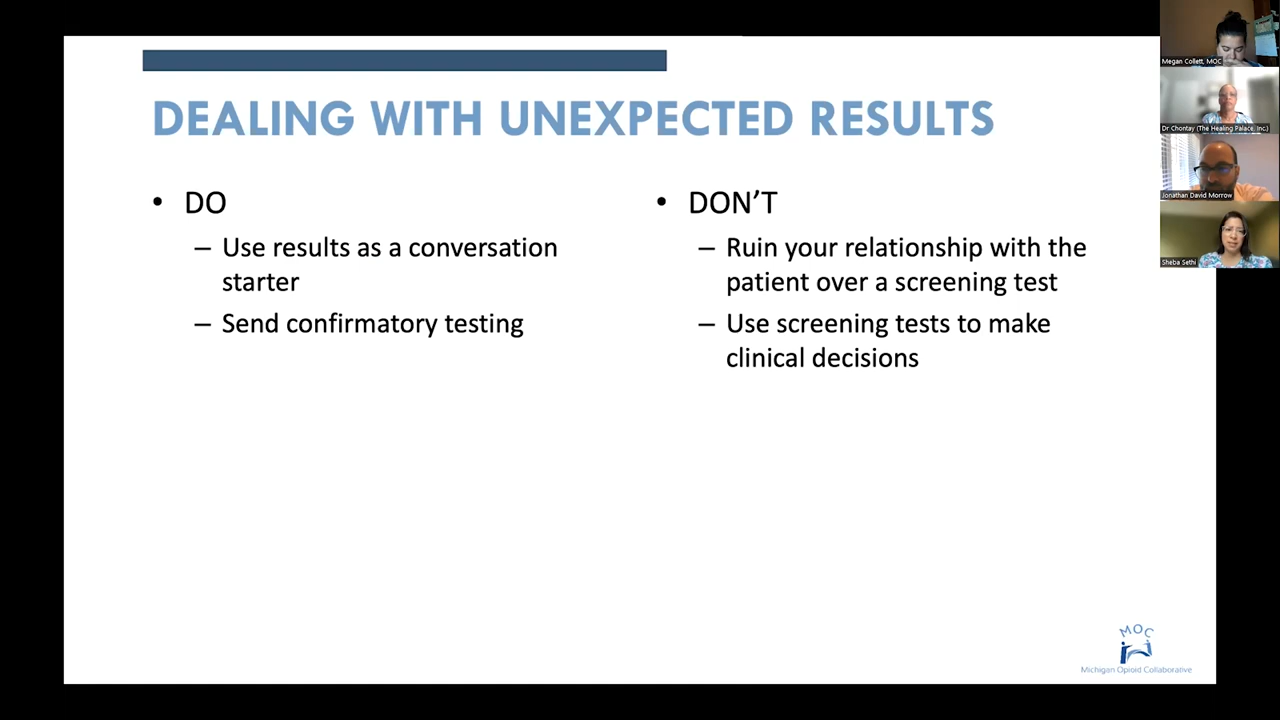 DEALING WITH UNEXPECTED RESULTS
• DO
– Use results as a conversation
starter
– Send confirmatory testing
• DON'T
– Ruin your relationship with the
patient over a screening test
– Use screening tests to make
clinical decisions
Megan Collett, MOC
Dr Chontay (The Healing Palace, Inc.)
Jonathan David Morrow
Sheba Sethi
MOC
Michigan Opioid Collaborative